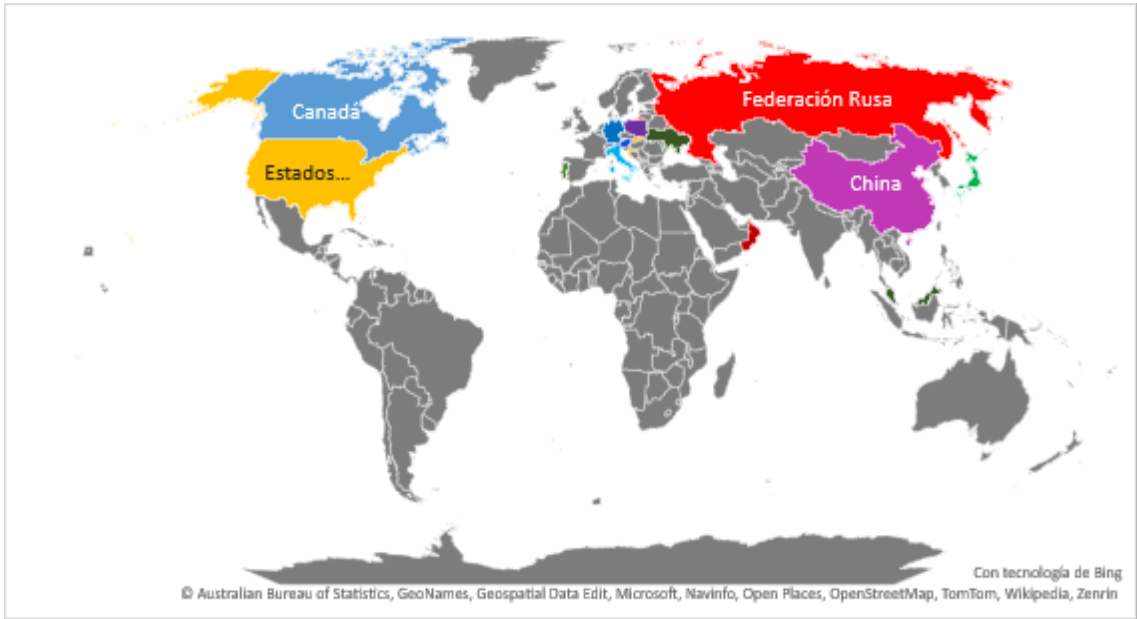 Canadá
Federación Rusa
Estados...
China
Con tecnología de Bing
© Australian Bureau of Statistics, GeoNames, Geospatial Data Edit, Microsoft, Navinfo, Open Places, OpenStreetMap, TomTom, Wikipedia, Zenrin